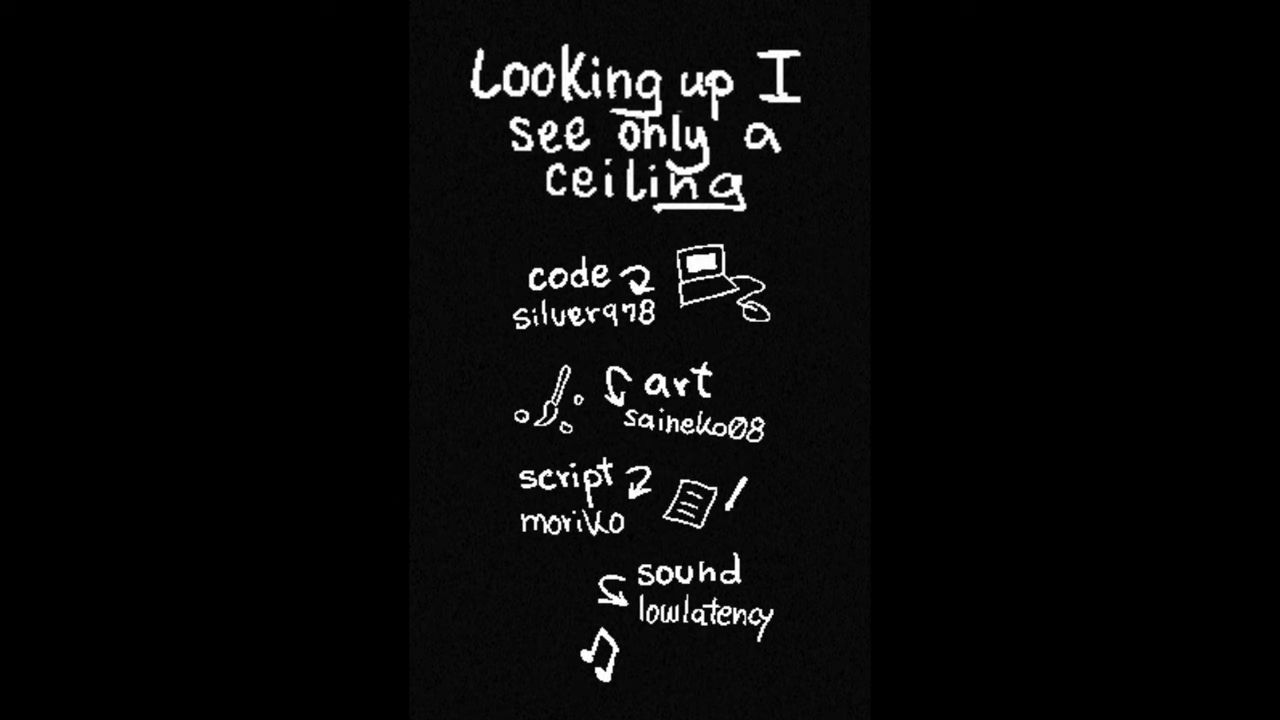 Looking up I
see only a
ceiling
code
silver978
art
saineko08
script
moriko
sound
lowlatency